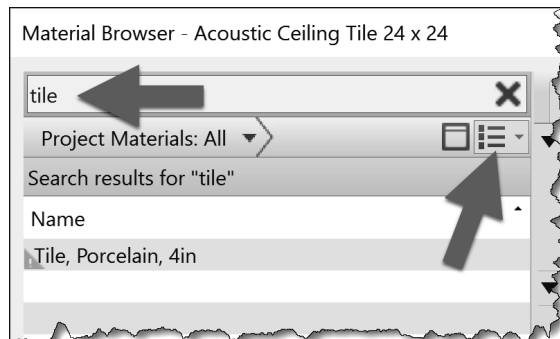 Material Browser - Acoustic Ceiling Tile 24 x 24
tile
Project Materials: All
Search results for "tile"
Name
Tile, Porcelain, 4in